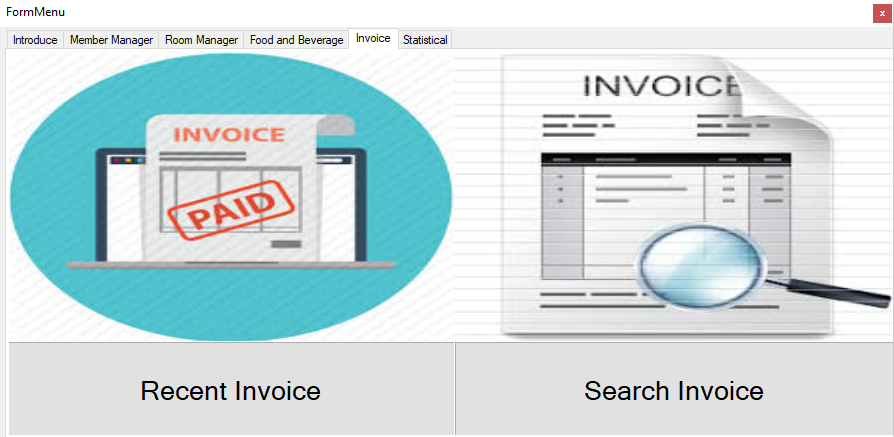 FormMenu
x
Introduce Member Manager Room Manager Food and Beverage Invoice Statistical
INVOICE
PAID
INVOICE
Recent Invoice
Search Invoice